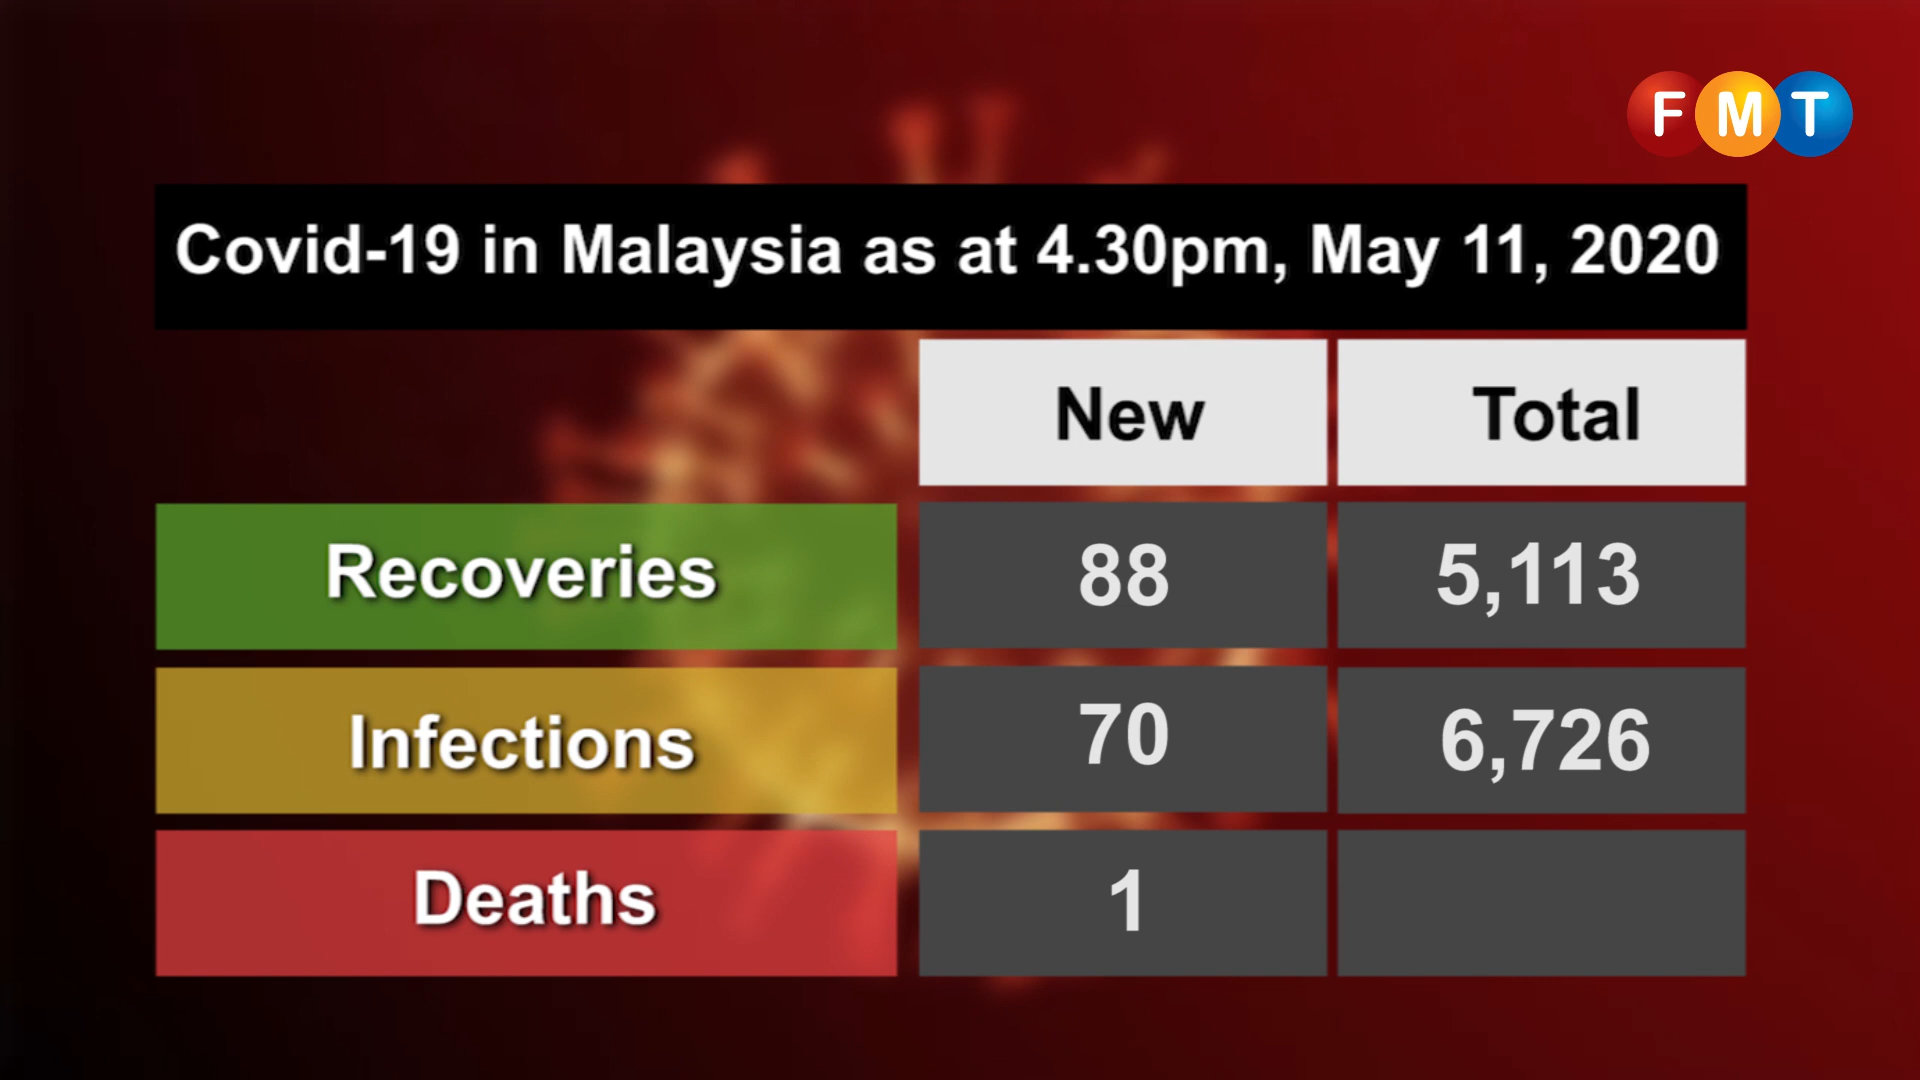 FMT
Covid-19 in Malaysia as at 4.30pm, May 11, 2020
New Total
Recoveries 88 5,113
Infections 70 6,726
Deaths 1